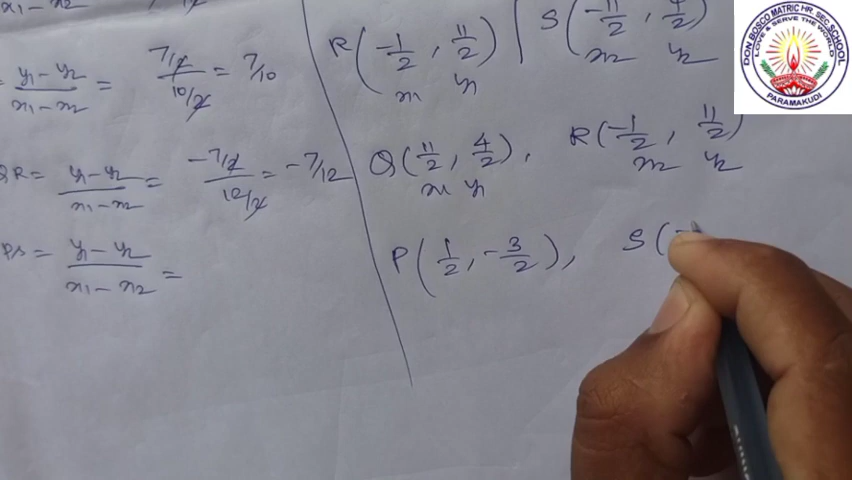 x1 - x2
= y1 - y2 / x1 - x2 = 7/2 / 10/2 = 7/10
QR = y1 - y2 / x1 - x2 = -7/2 / 12/2 = -7/12
PS = y1 - y2 / x1 - x2 =
R(-1/2, 11/2)
x1 y1
S(-11/2, 4/2)
x2 y2
Q(11/2, 4/2), R(-1/2, 11/2)
x1 y1 x2 y2
P(1/2, -3/2), S(-
DON BOSCO MATRIC HR. SEC. SCHOOL
LOVE & SERVE THE WORLD
PARAMAKUDI